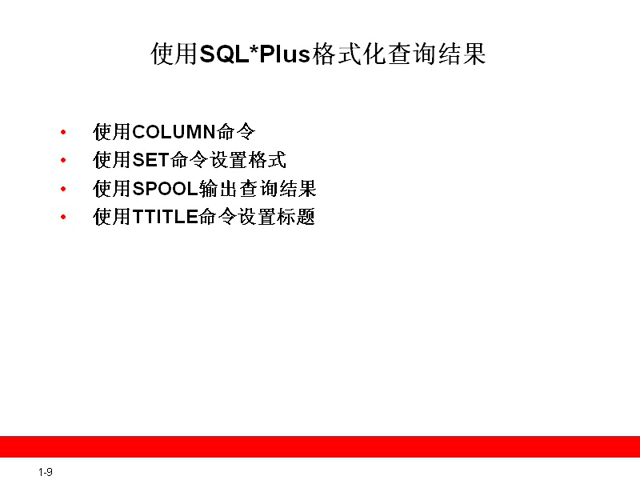 使用SQL*Plus格式化查询结果
• 使用COLUMN命令
• 使用SET命令设置格式
• 使用SPOOL输出查询结果
• 使用TTITLE命令设置标题
1-9